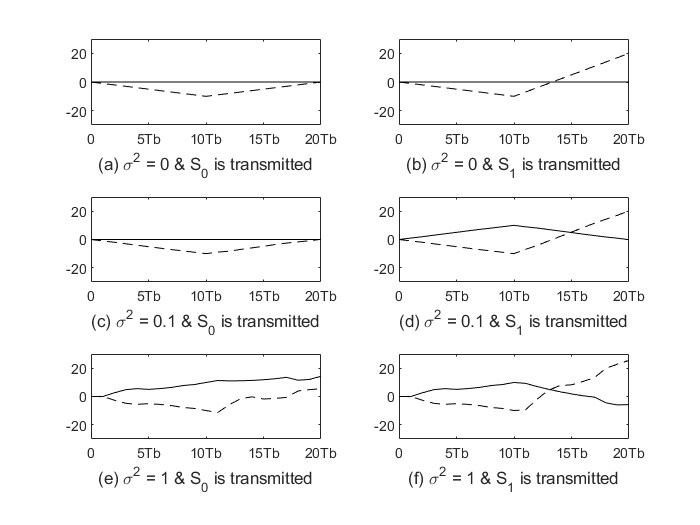 20
0
-20
0 5Tb 10Tb 15Tb 20Tb
(a) σ² = 0 & S₀ is transmitted
20
0
-20
0 5Tb 10Tb 15Tb 20Tb
(b) σ² = 0 & S₁ is transmitted
20
0
-20
0 5Tb 10Tb 15Tb 20Tb
(c) σ² = 0.1 & S₀ is transmitted
20
0
-20
0 5Tb 10Tb 15Tb 20Tb
(d) σ² = 0.1 & S₁ is transmitted
20
0
-20
0 5Tb 10Tb 15Tb 20Tb
(e) σ² = 1 & S₀ is transmitted
20
0
-20
0 5Tb 10Tb 15Tb 20Tb
(f) σ² = 1 & S₁ is transmitted